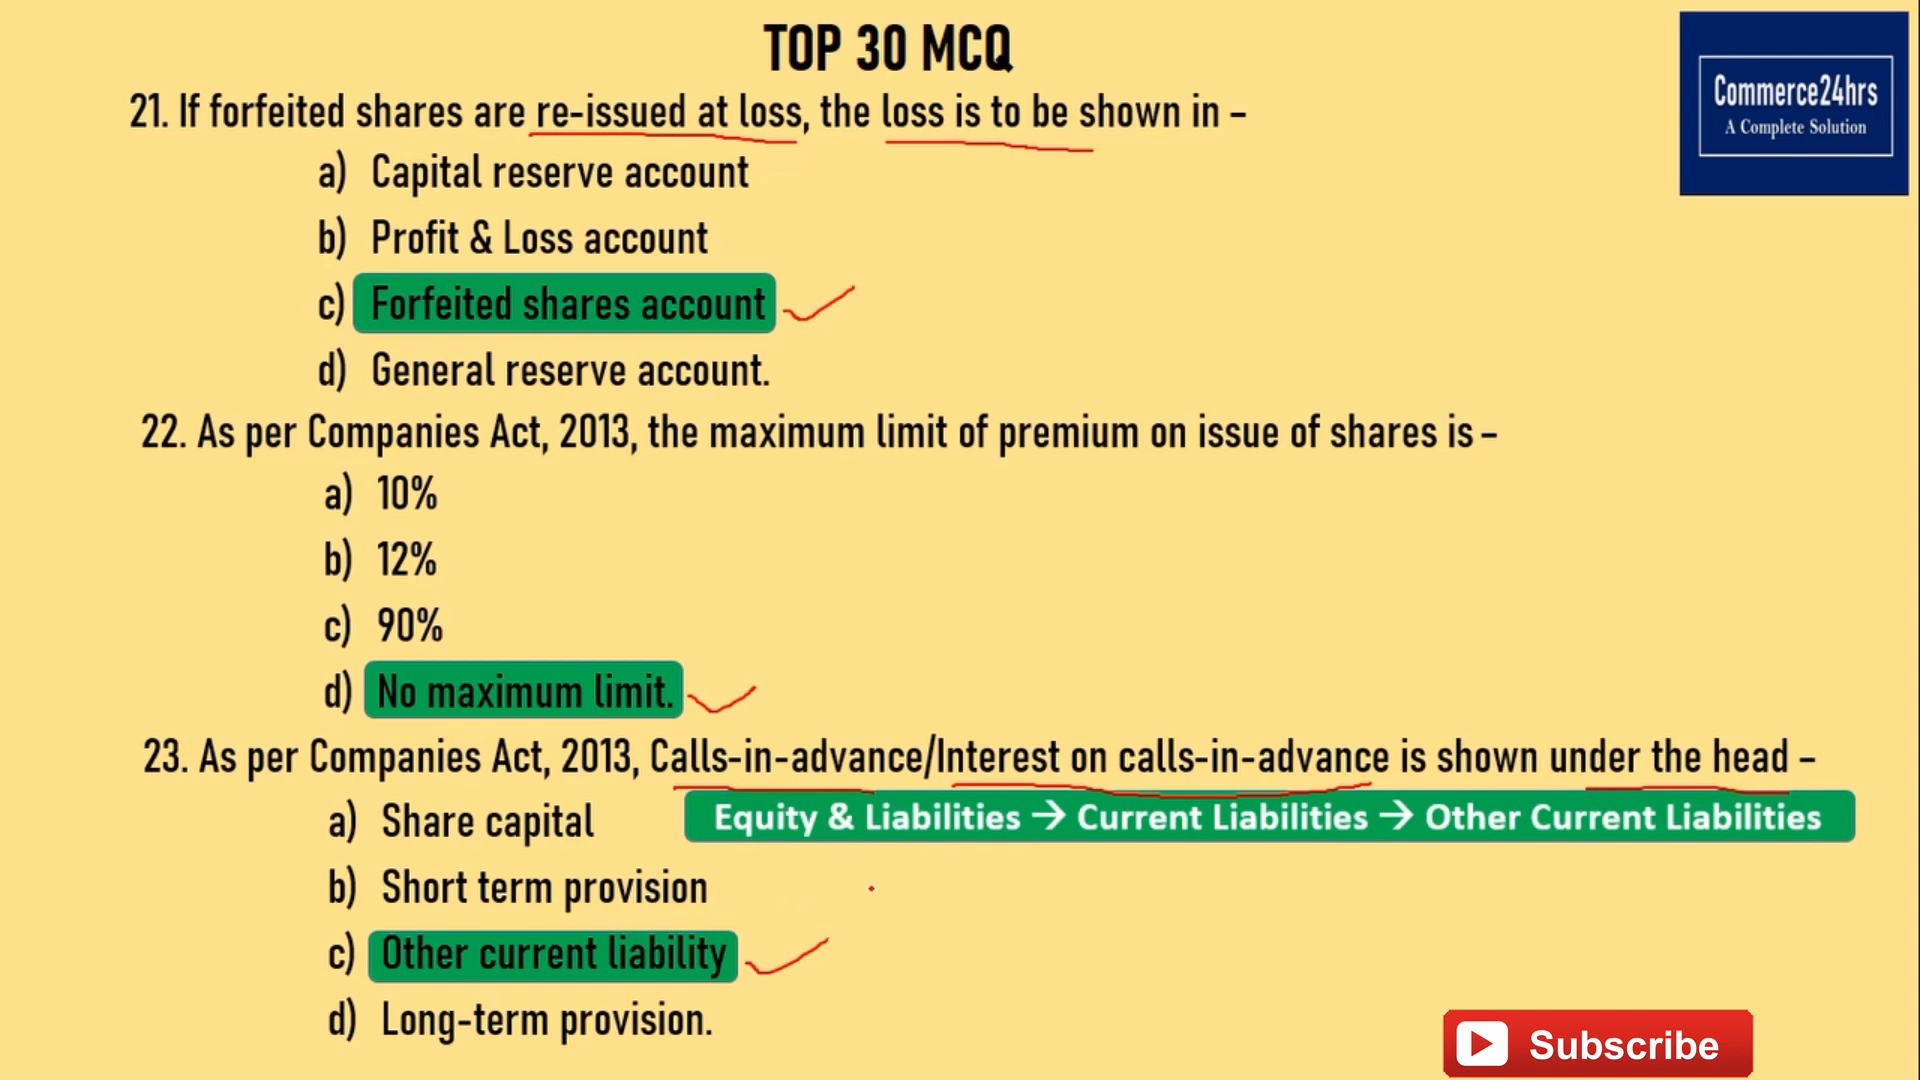 TOP 30 MCQ
Commerce24hrs
A Complete Solution
21. If forfeited shares are re-issued at loss, the loss is to be shown in –
a) Capital reserve account
b) Profit & Loss account
c) Forfeited shares account
d) General reserve account.
22. As per Companies Act, 2013, the maximum limit of premium on issue of shares is –
a) 10%
b) 12%
c) 90%
d) No maximum limit.
23. As per Companies Act, 2013, Calls-in-advance/Interest on calls-in-advance is shown under the head –
a) Share capital
Equity & Liabilities → Current Liabilities → Other Current Liabilities
b) Short term provision
c) Other current liability
d) Long-term provision.
Subscribe